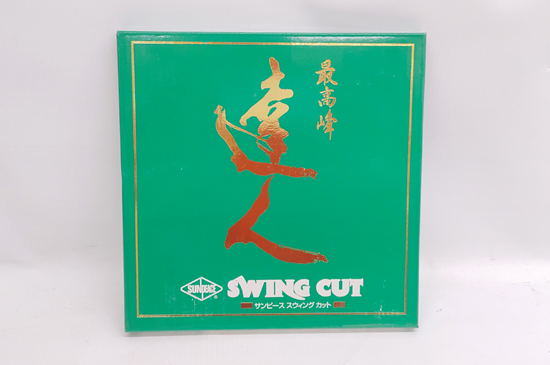 最高峰
達人
SUNPEACE
®
SWING CUT
サンピース スウィング カット